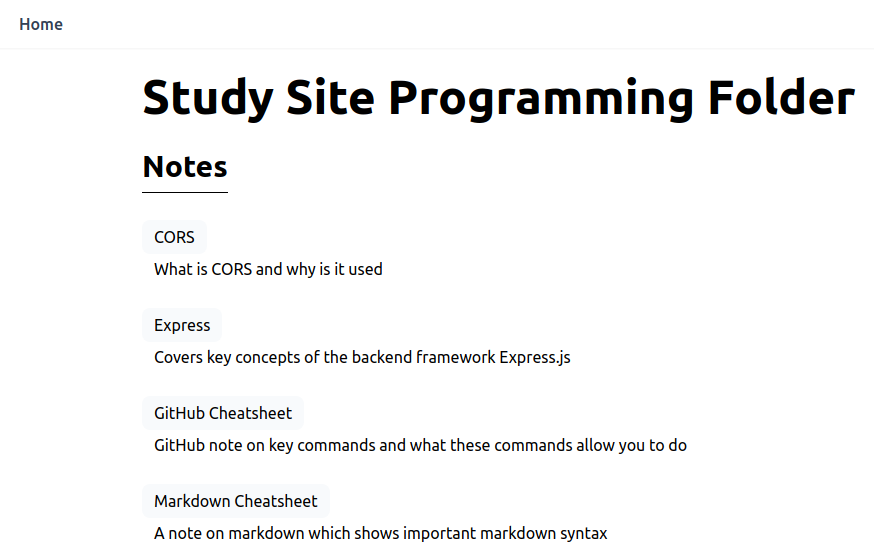 Home
Study Site Programming Folder
Notes
CORS
What is CORS and why is it used
Express
Covers key concepts of the backend framework Express.js
GitHub Cheatsheet
GitHub note on key commands and what these commands allow you to do
Markdown Cheatsheet
A note on markdown which shows important markdown syntax